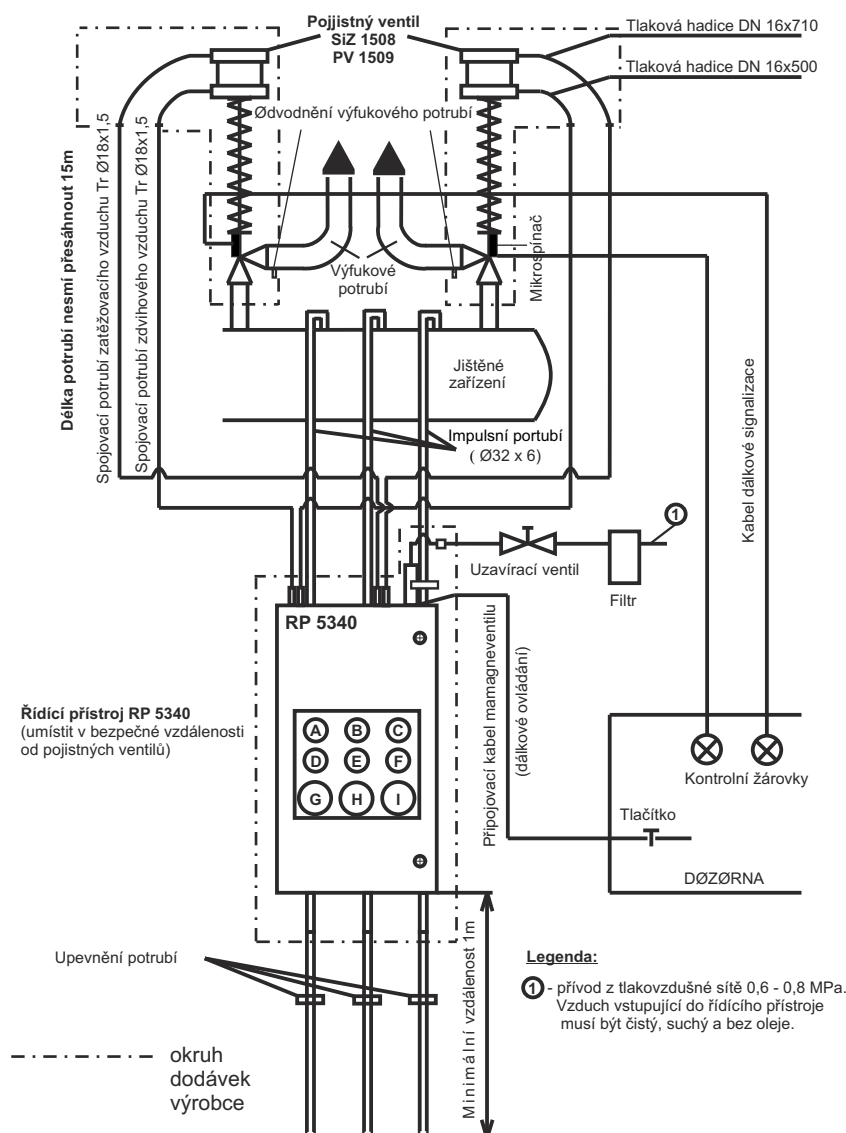 Pojjistný ventil
SiZ 1508
PV 1509
Tlaková hadice DN 16x710
Tlaková hadice DN 16x500
Ødvodnění výfukového potrubí
Délka potrubí nesmí přesáhnout 15m
Spojovací potrubí zatěžovacího vzduchu Tr Ø18x1,5
Spojovací potrubí zdvihového vzduchu Tr Ø18x1,5
Výfukové
potrubí
Mikrospínač
Jištěné
zařízení
Impulsní portubí
( Ø32 x 6)
Kabel dálkové signalizace
1
Uzavírací ventil
Filtr
RP 5340
Řídící přístroj RP 5340
(umístit v bezpečné vzdálenosti
od pojistných ventilů)
A B C
D E F
G H I
Připojovací kabel mamagneventilu
(dálkové ovládání)
Kontrolní žárovky
Tlačítko
DØZØRNA
Upevnění potrubí
Minimální vzdálenost 1m
Legenda:
1 - přívod z tlakovzdušné sítě 0,6 - 0,8 MPa.
Vzduch vstupující do řídícího přístroje
musí být čistý, suchý a bez oleje.
okruh
dodávek
výrobce